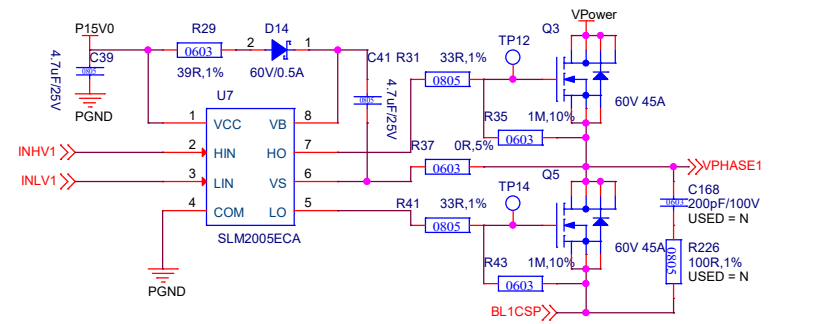 P15V0
R29
D14
C41
R31
33R,1%
TP12
Q3
VPower
C39
4.7uF/25V
0805
0603
2
1
39R,1%
60V/0.5A
0805
4.7uF/25V
0805
60V 45A
PGND
U7
1
VCC
VB
8
R35
1M,10%
0603
INHV1
2
HIN
HO
7
R37
0R,5%
0603
VPHASE1
INLV1
3
LIN
VS
6
TP14
Q5
C168
0603
200pF/100V
USED = N
4
COM
LO
5
R41
33R,1%
0805
SLM2005ECA
60V 45A
R226
0805
100R,1%
USED = N
R43
1M,10%
0603
PGND
BL1CSP